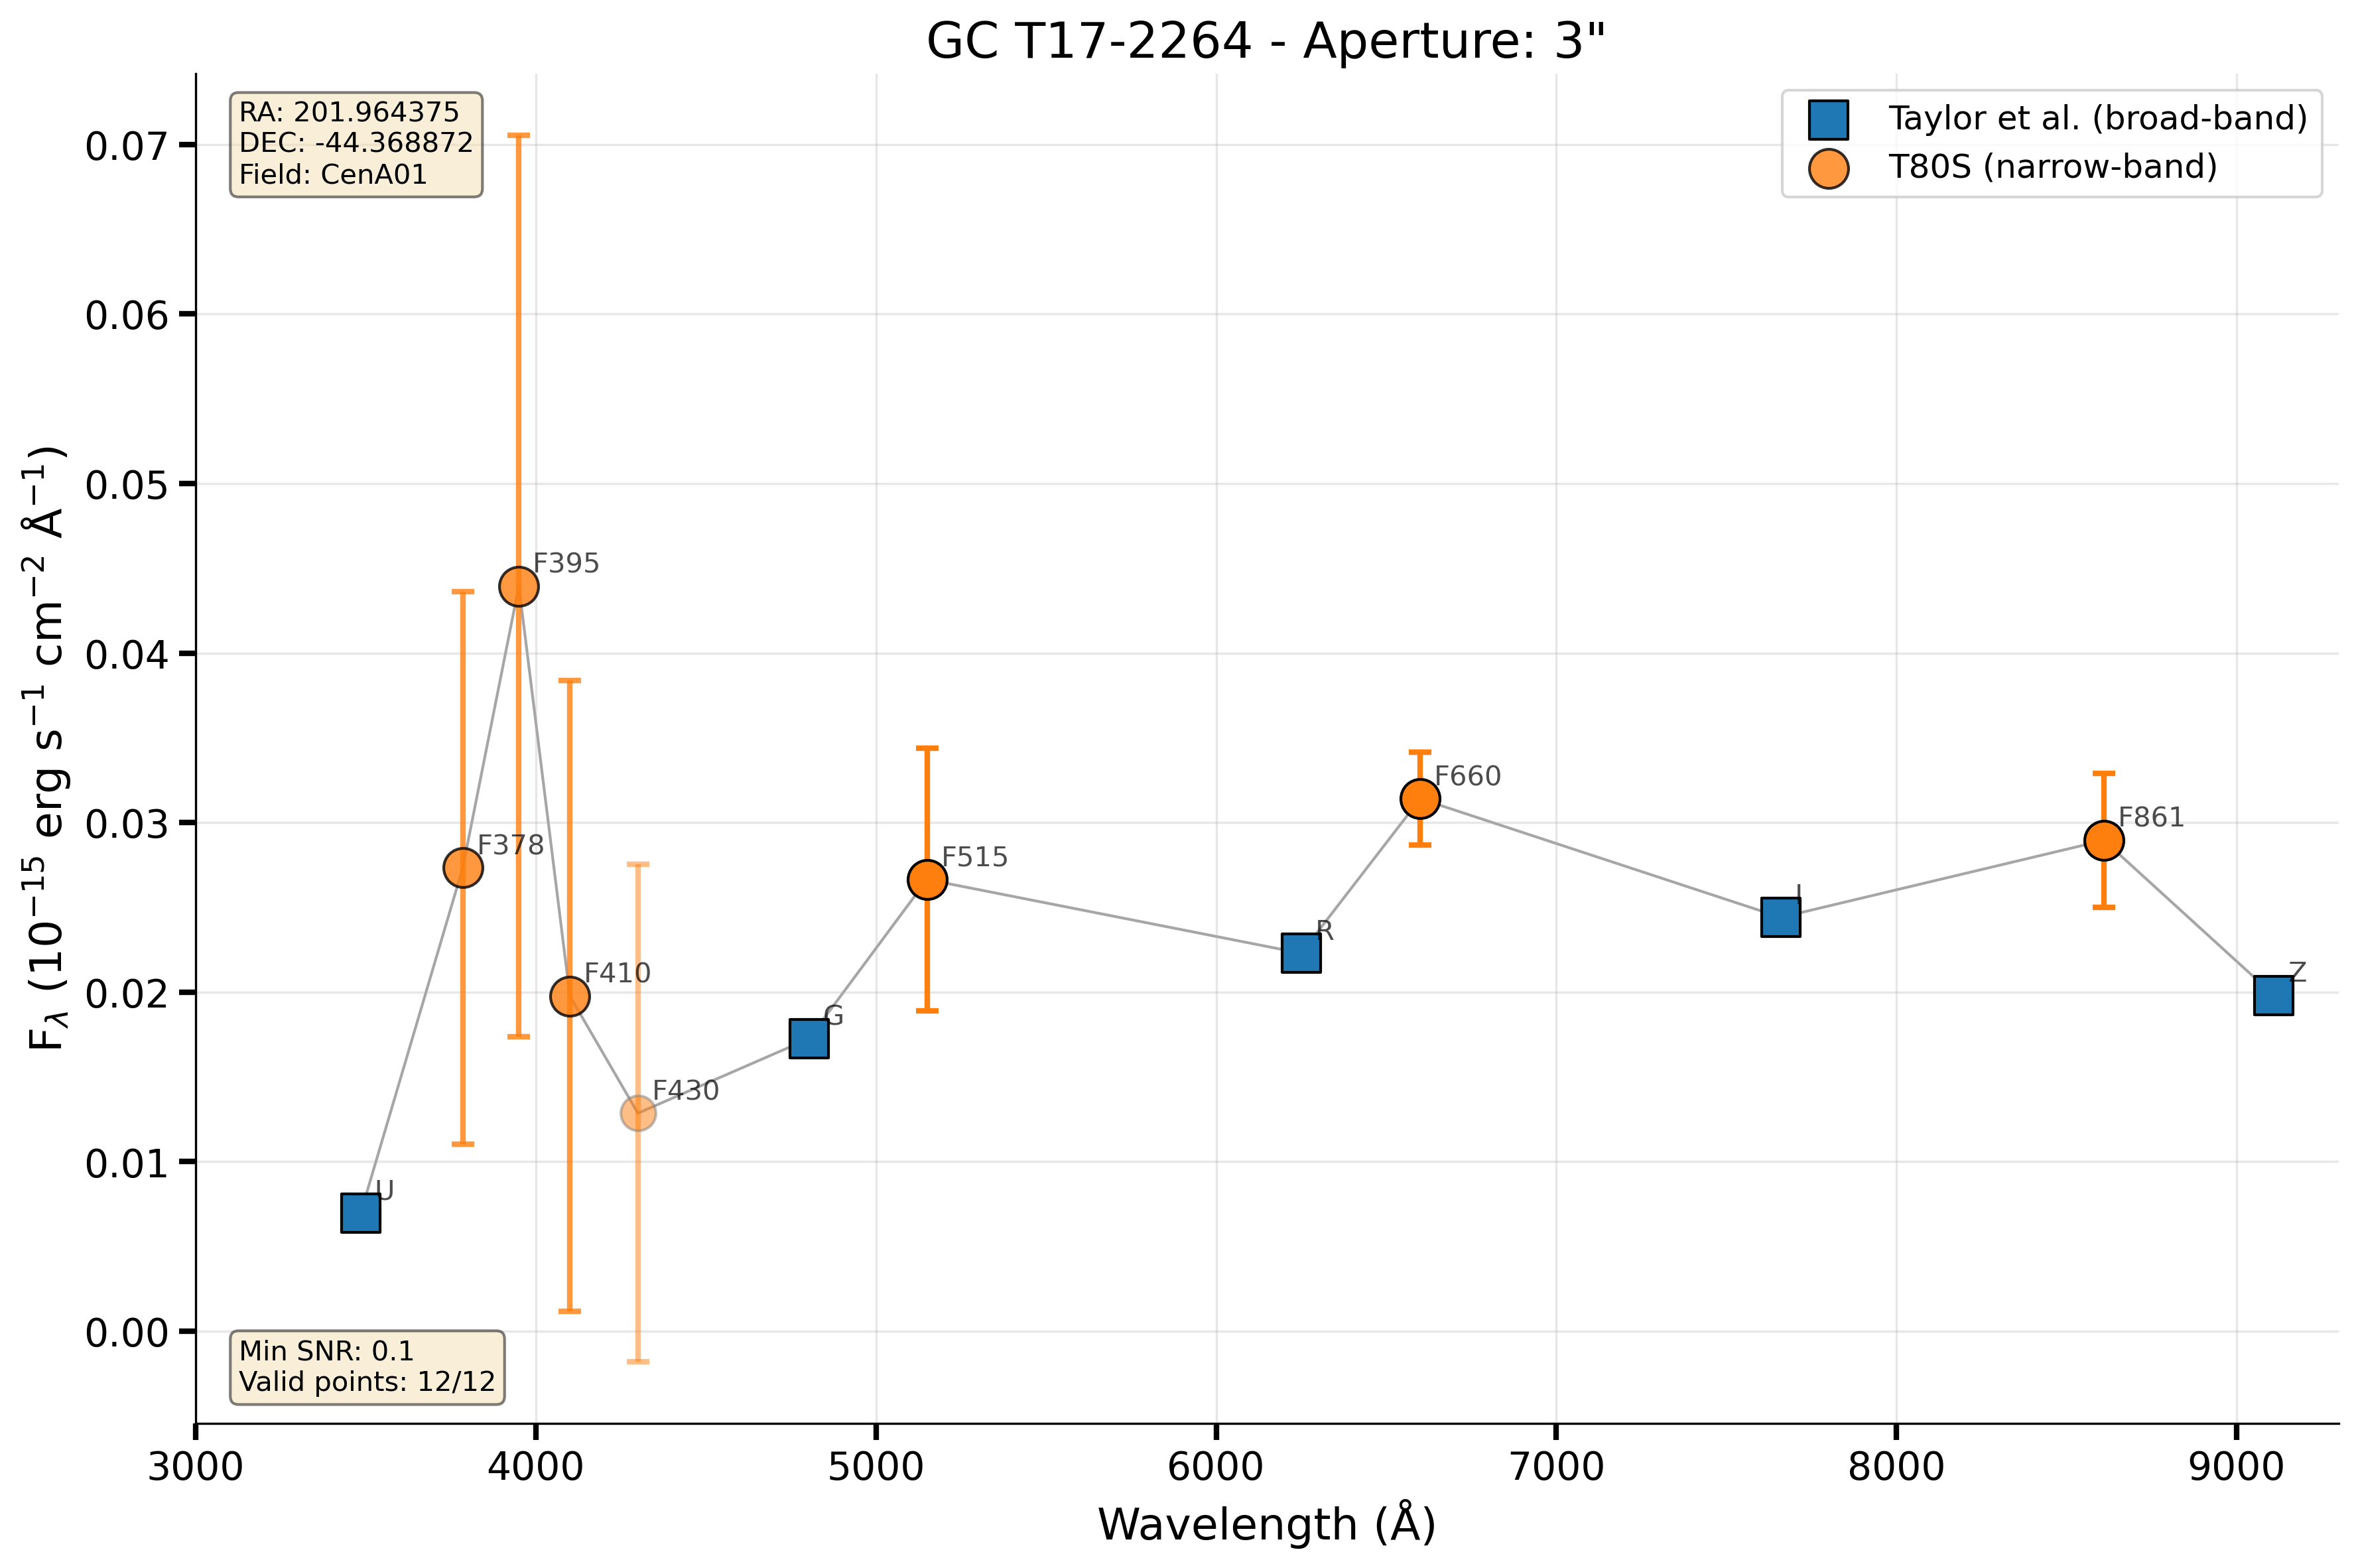 GC T17-2264 - Aperture: 3"
RA: 201.964375
DEC: -44.368872
Field: CenA01
Taylor et al. (broad-band)
T80S (narrow-band)
0.07
0.06
0.05
0.04
0.03
0.02
0.01
0.00
F_λ (10⁻¹⁵ erg s⁻¹ cm⁻² Å⁻¹)
F395
F378
F410
F430
F515
F660
F861
U
G
R
I
Z
Min SNR: 0.1
Valid points: 12/12
3000 4000 5000 6000 7000 8000 9000
Wavelength (Å)